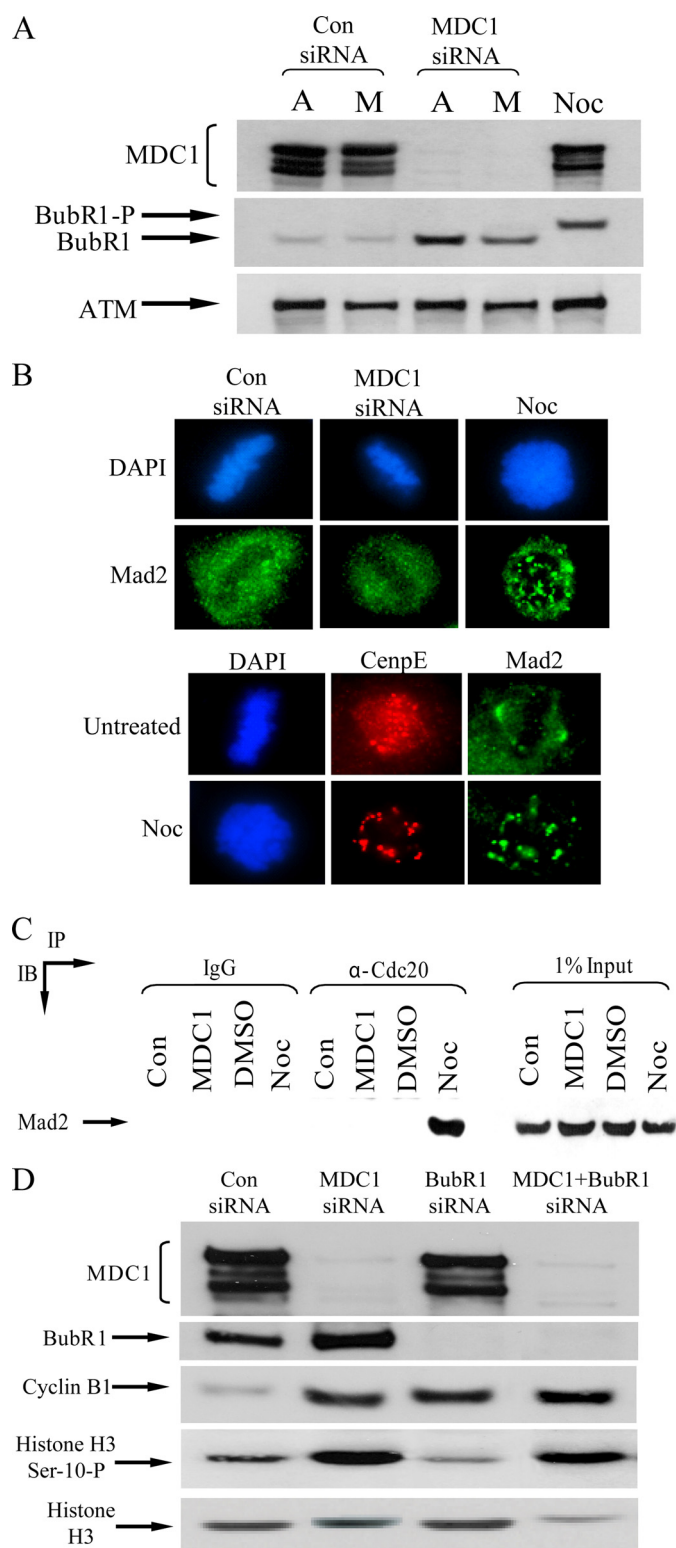 A
Con
siRNA
MDC1
siRNA
A M A M Noc
MDC1
BubR1-P
BubR1
ATM
B
Con
siRNA
MDC1
siRNA
Noc
DAPI
Mad2
DAPI CenpE Mad2
Untreated
Noc
C
IP
IB
IgG α-Cdc20 1% Input
Con MDC1 DMSO Noc Con MDC1 DMSO Noc Con MDC1 DMSO Noc
Mad2
D
Con
siRNA
MDC1
siRNA
BubR1
siRNA
MDC1+BubR1
siRNA
MDC1
BubR1
Cyclin B1
Histone H3
Ser-10-P
Histone
H3